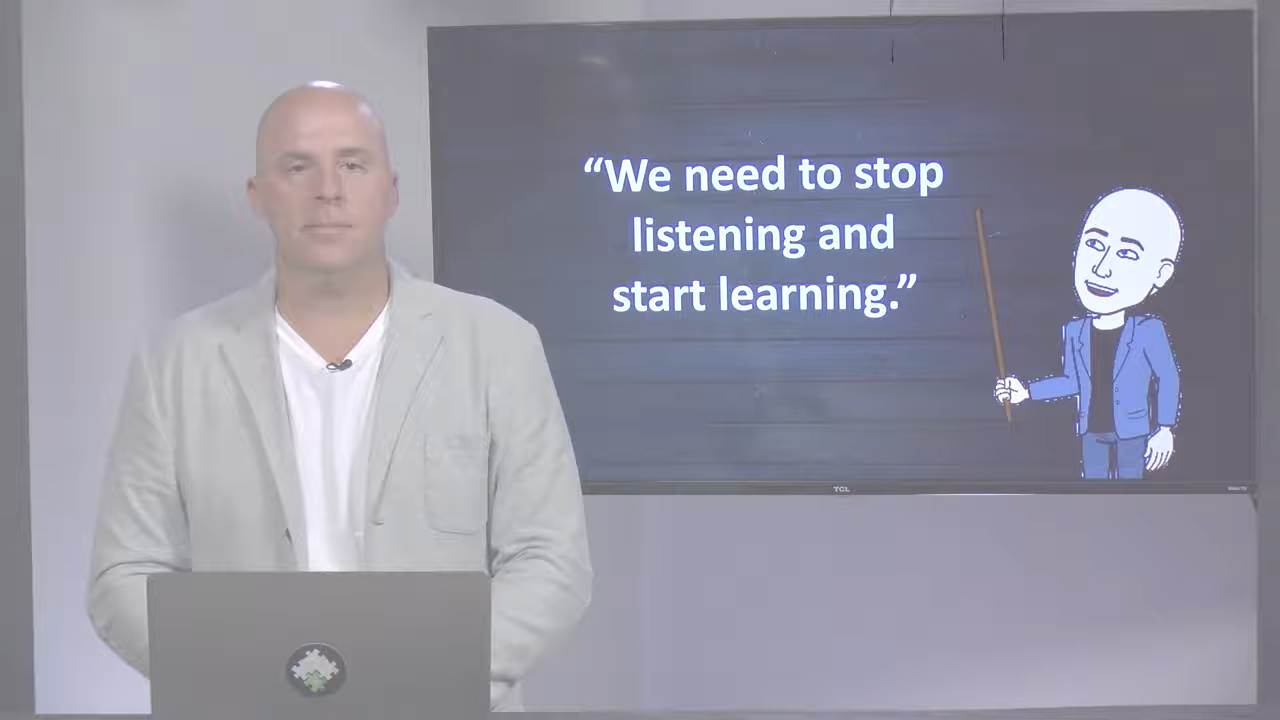 “We need to stop
listening and
start learning.”
TCL